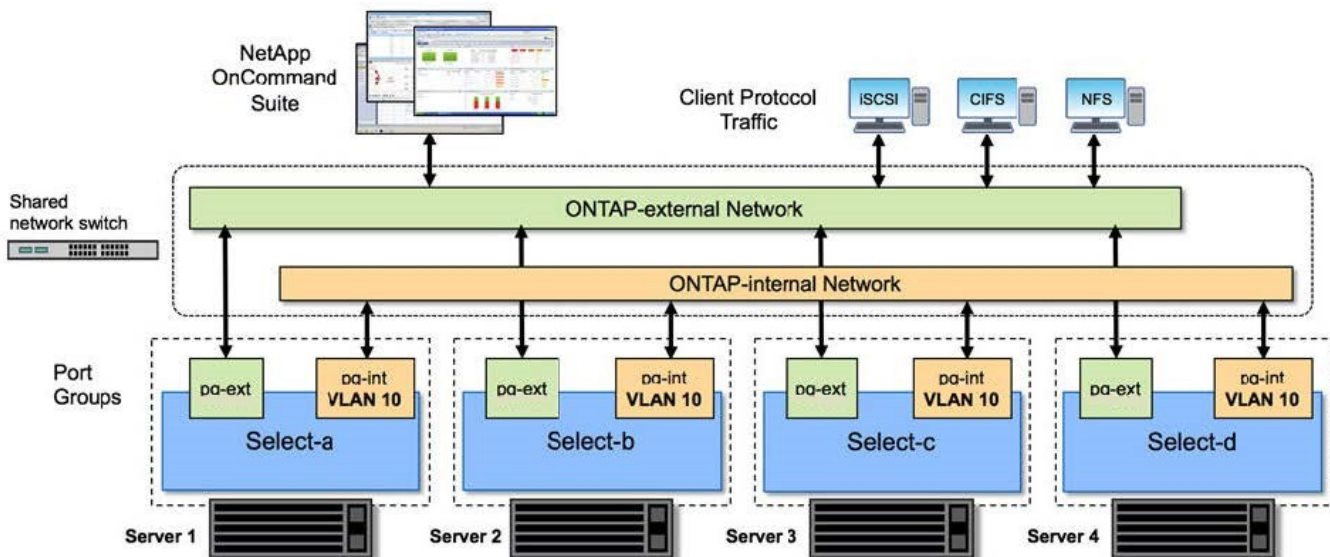 NetApp
OnCommand
Suite
Client Protocol
Traffic
iSCSI
CIFS
NFS
Shared
network switch
ONTAP-external Network
ONTAP-internal Network
Port
Groups
pg-ext
pg-int
VLAN 10
Select-a
pg-ext
pg-int
VLAN 10
Select-b
pg-ext
pg-int
VLAN 10
Select-c
pg-ext
pg-int
VLAN 10
Select-d
Server 1
Server 2
Server 3
Server 4